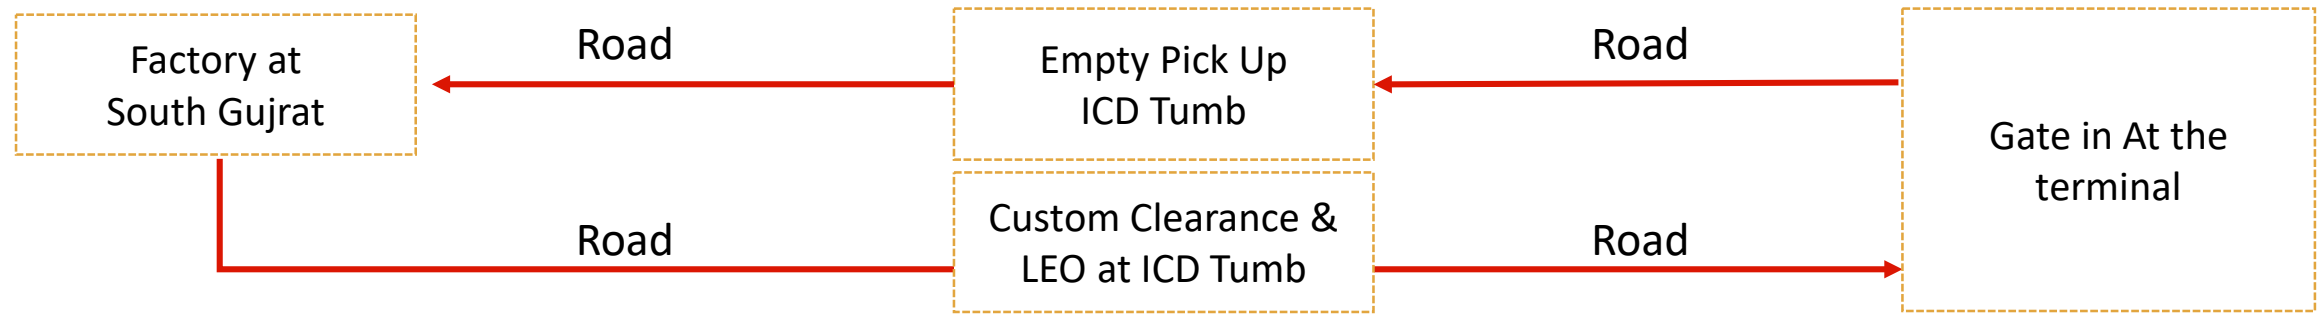 Factory at
South Gujrat
Road
Empty Pick Up
ICD Tumb
Road
Gate in At the
terminal
Road
Custom Clearance &
LEO at ICD Tumb
Road